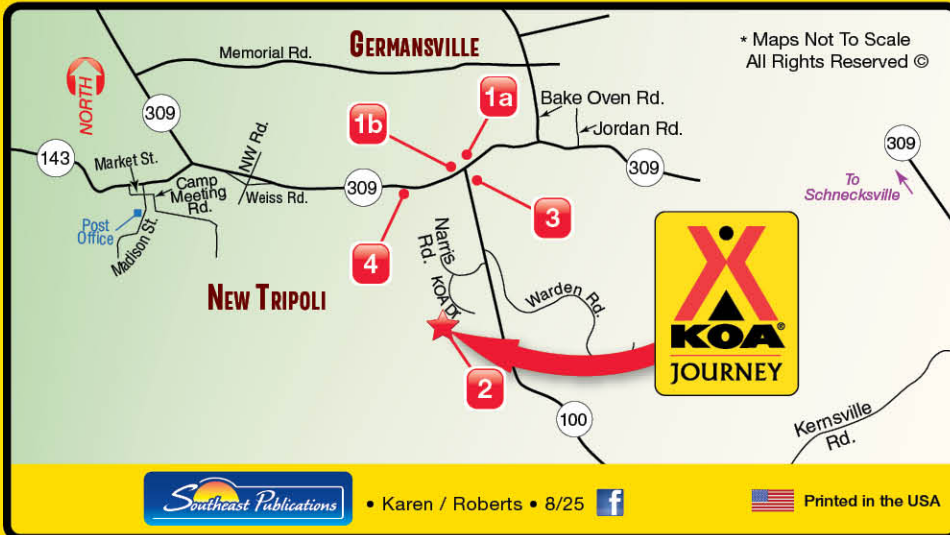 GERMANSVILLE
* Maps Not To Scale
All Rights Reserved ©
Memorial Rd.
NORTH
309
1a
1b
Bake Oven Rd.
Jordan Rd.
143
Market St.
NW Rd.
Camp
Meeting
Rd.
Weiss Rd.
309
309
309
To
Schnecksville
Post
Office
Madison St.
4
3
Narris
Rd.
KOA Dr.
Warden Rd.
NEW TRIPOLI
KOA®
JOURNEY
2
100
Kernsville
Rd.
Southeast Publications
• Karen / Roberts • 8/25
f
Printed in the USA